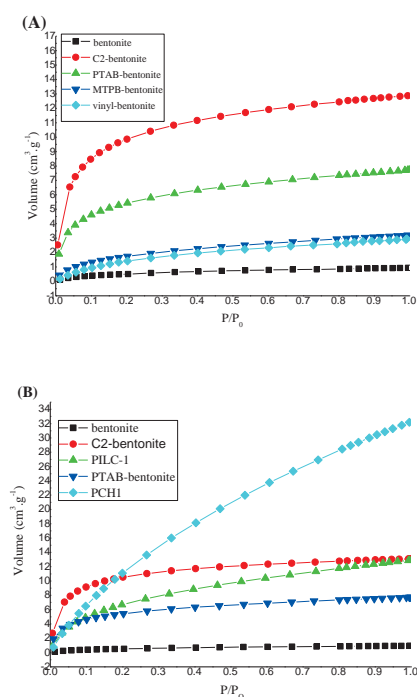 (A)
17
16
15
14
13
12
11
10
9
8
7
6
5
4
3
2
1
0
-1
Volume (cm³·g⁻¹)
bentonite
C2-bentonite
PTAB-bentonite
MTPB-bentonite
vinyl-bentonite
0.0 0.1 0.2 0.3 0.4 0.5 0.6 0.7 0.8 0.9 1.0
P/P₀
(B)
34
32
30
28
26
24
22
20
18
16
14
12
10
8
6
4
2
0
-2
Volume (cm³·g⁻¹)
bentonite
C2-bentonite
PILC-1
PTAB-bentonite
PCH1
0.0 0.1 0.2 0.3 0.4 0.5 0.6 0.7 0.8 0.9 1.0
P/P₀